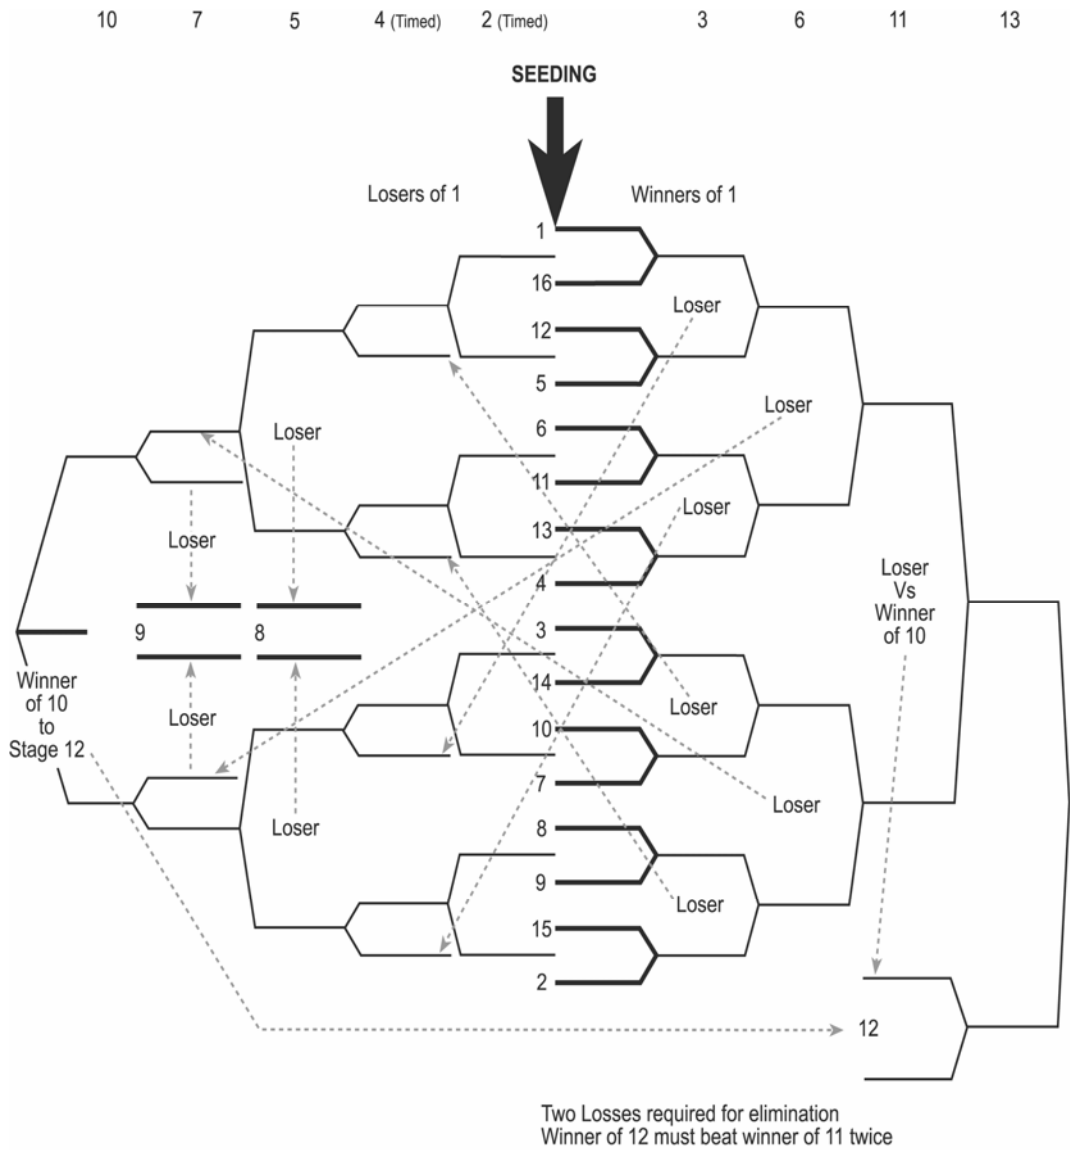 10 7 5 4 (Timed) 2 (Timed) 3 6 11 13
SEEDING
Losers of 1 Winners of 1
1
16
Loser
12
5
Loser
6
Loser
11
Loser
13
Loser
4
Loser
Vs
Winner
of 10
3
9 8
14
Winner
of 10
to
Stage 12
Loser
Loser
10
7
Loser
8
Loser
9
Loser
15
2
12
Two Losses required for elimination
Winner of 12 must beat winner of 11 twice